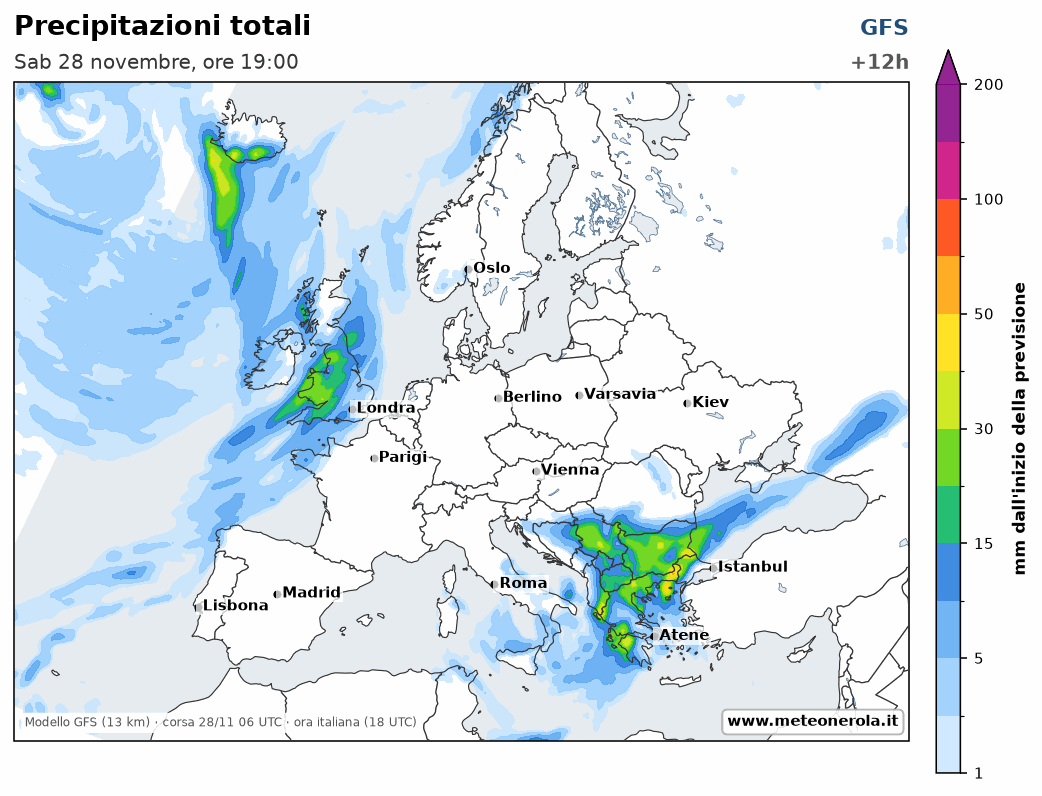 Precipitazioni totali
GFS
Sab 28 novembre, ore 19:00
+12h
200
100
50
30
15
5
1
mm dall'inizio della previsione
Oslo
Berlino
Varsavia
Kiev
Londra
Parigi
Vienna
Istanbul
Roma
Madrid
Lisbona
Atene
Modello GFS (13 km) · corsa 28/11 06 UTC · ora italiana (18 UTC)
www.meteonerola.it